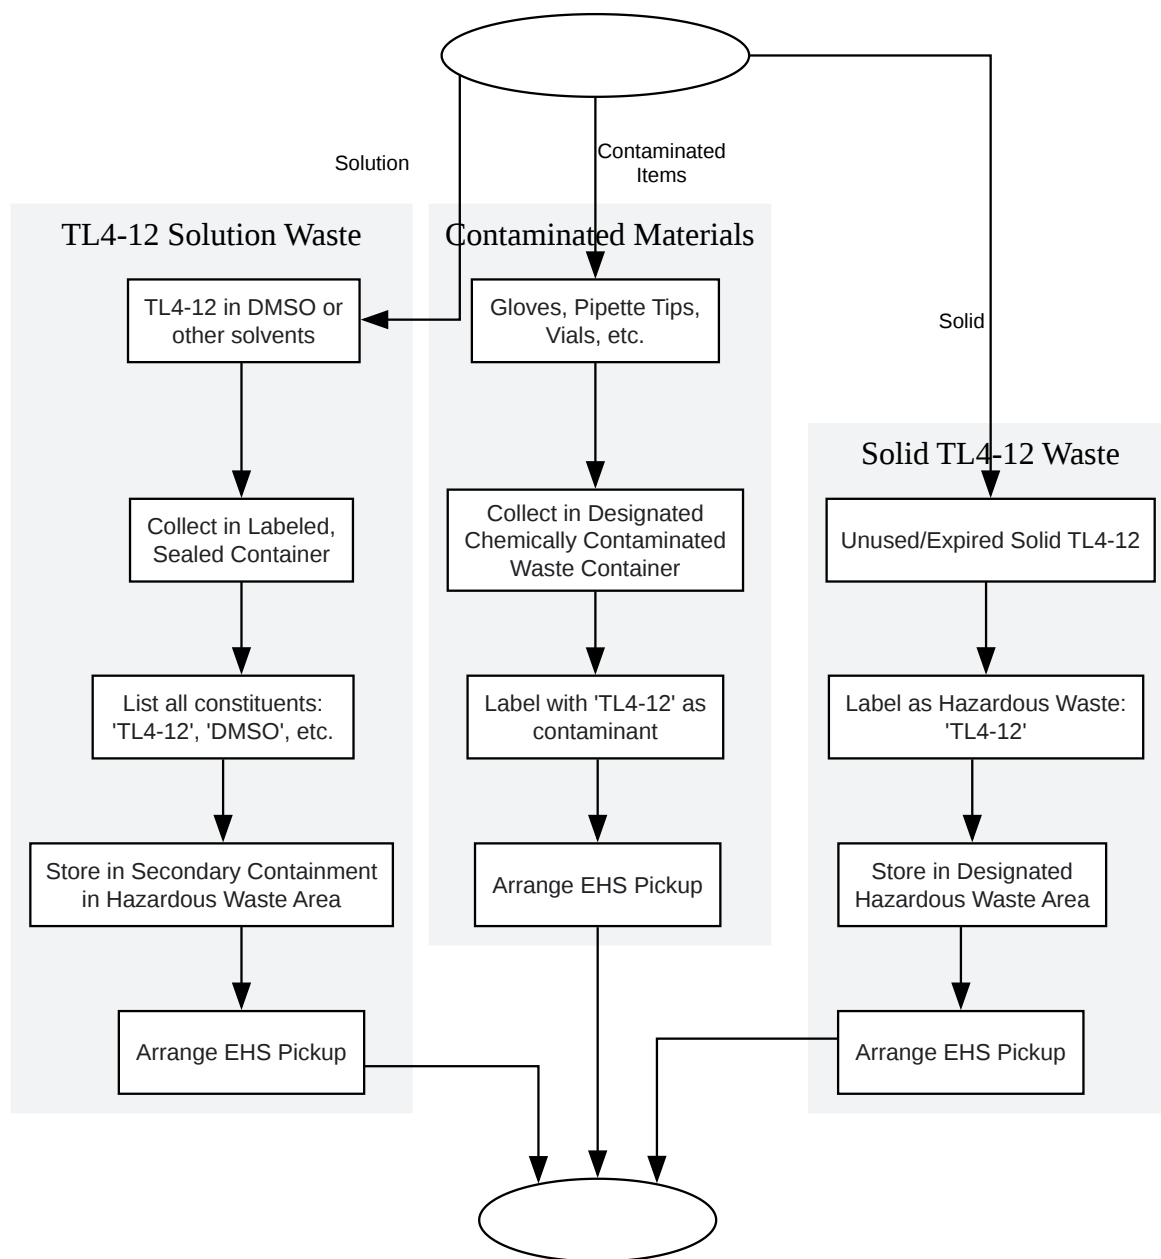 Solution
Contaminated
Items
TL4-12 Solution Waste
TL4-12 in DMSO or
other solvents
Collect in Labeled,
Sealed Container
List all constituents:
'TL4-12', 'DMSO', etc.
Store in Secondary Containment
in Hazardous Waste Area
Arrange EHS Pickup
Contaminated Materials
Gloves, Pipette Tips,
Vials, etc.
Collect in Designated
Chemically Contaminated
Waste Container
Label with 'TL4-12' as
contaminant
Arrange EHS Pickup
Solid
Solid TL4-12 Waste
Unused/Expired Solid TL4-12
Label as Hazardous Waste:
'TL4-12'
Store in Designated
Hazardous Waste Area
Arrange EHS Pickup